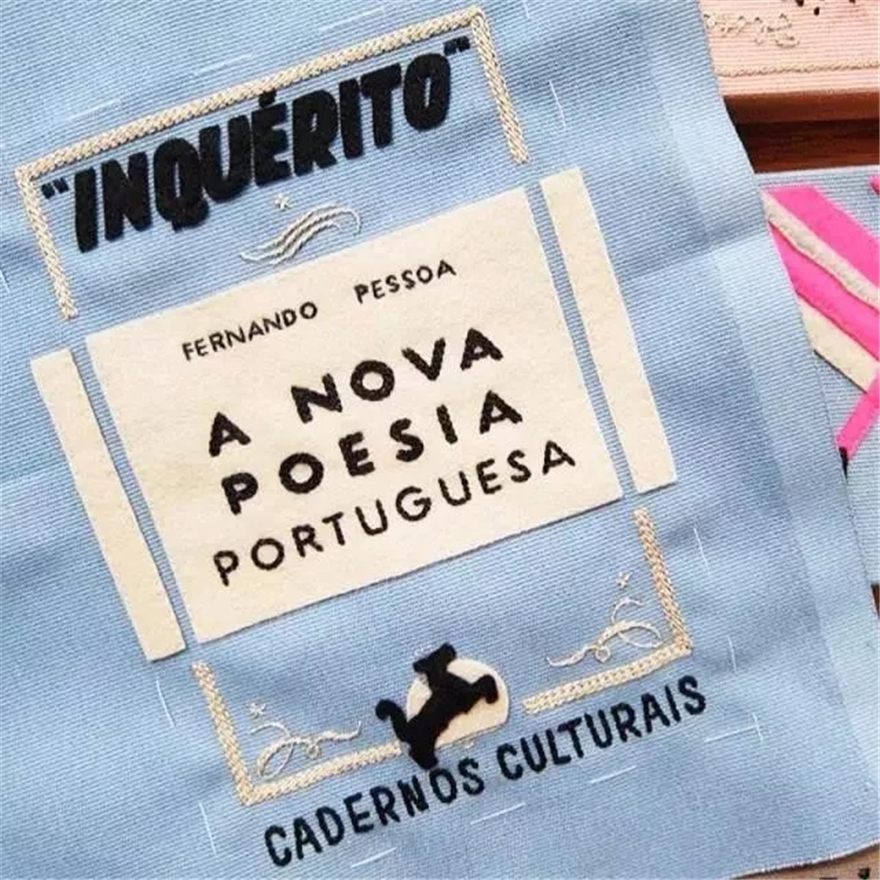 "INQUÉRITO"
FERNANDO PESSOA
A NOVA
POESIA
PORTUGUESA
CADERNOS CULTURAIS